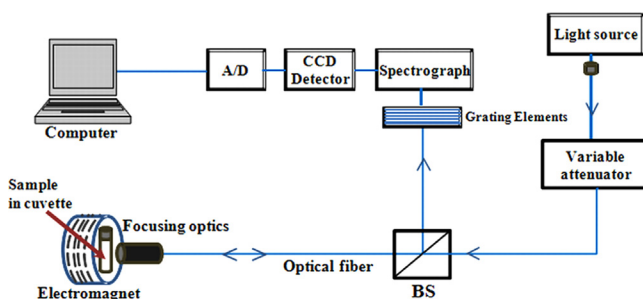 Light source
A/D
CCD
Detector
Spectrograph
Computer
Grating Elements
Variable
attenuator
Sample
in cuvette
Focusing optics
Optical fiber
BS
Electromagnet